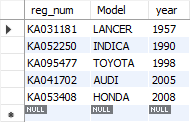 reg_num Model year
KA031181 LANCER 1957
KA052250 INDICA 1990
KA095477 TOYOTA 1998
KA041702 AUDI 2005
KA053408 HONDA 2008
NULL NULL NULL